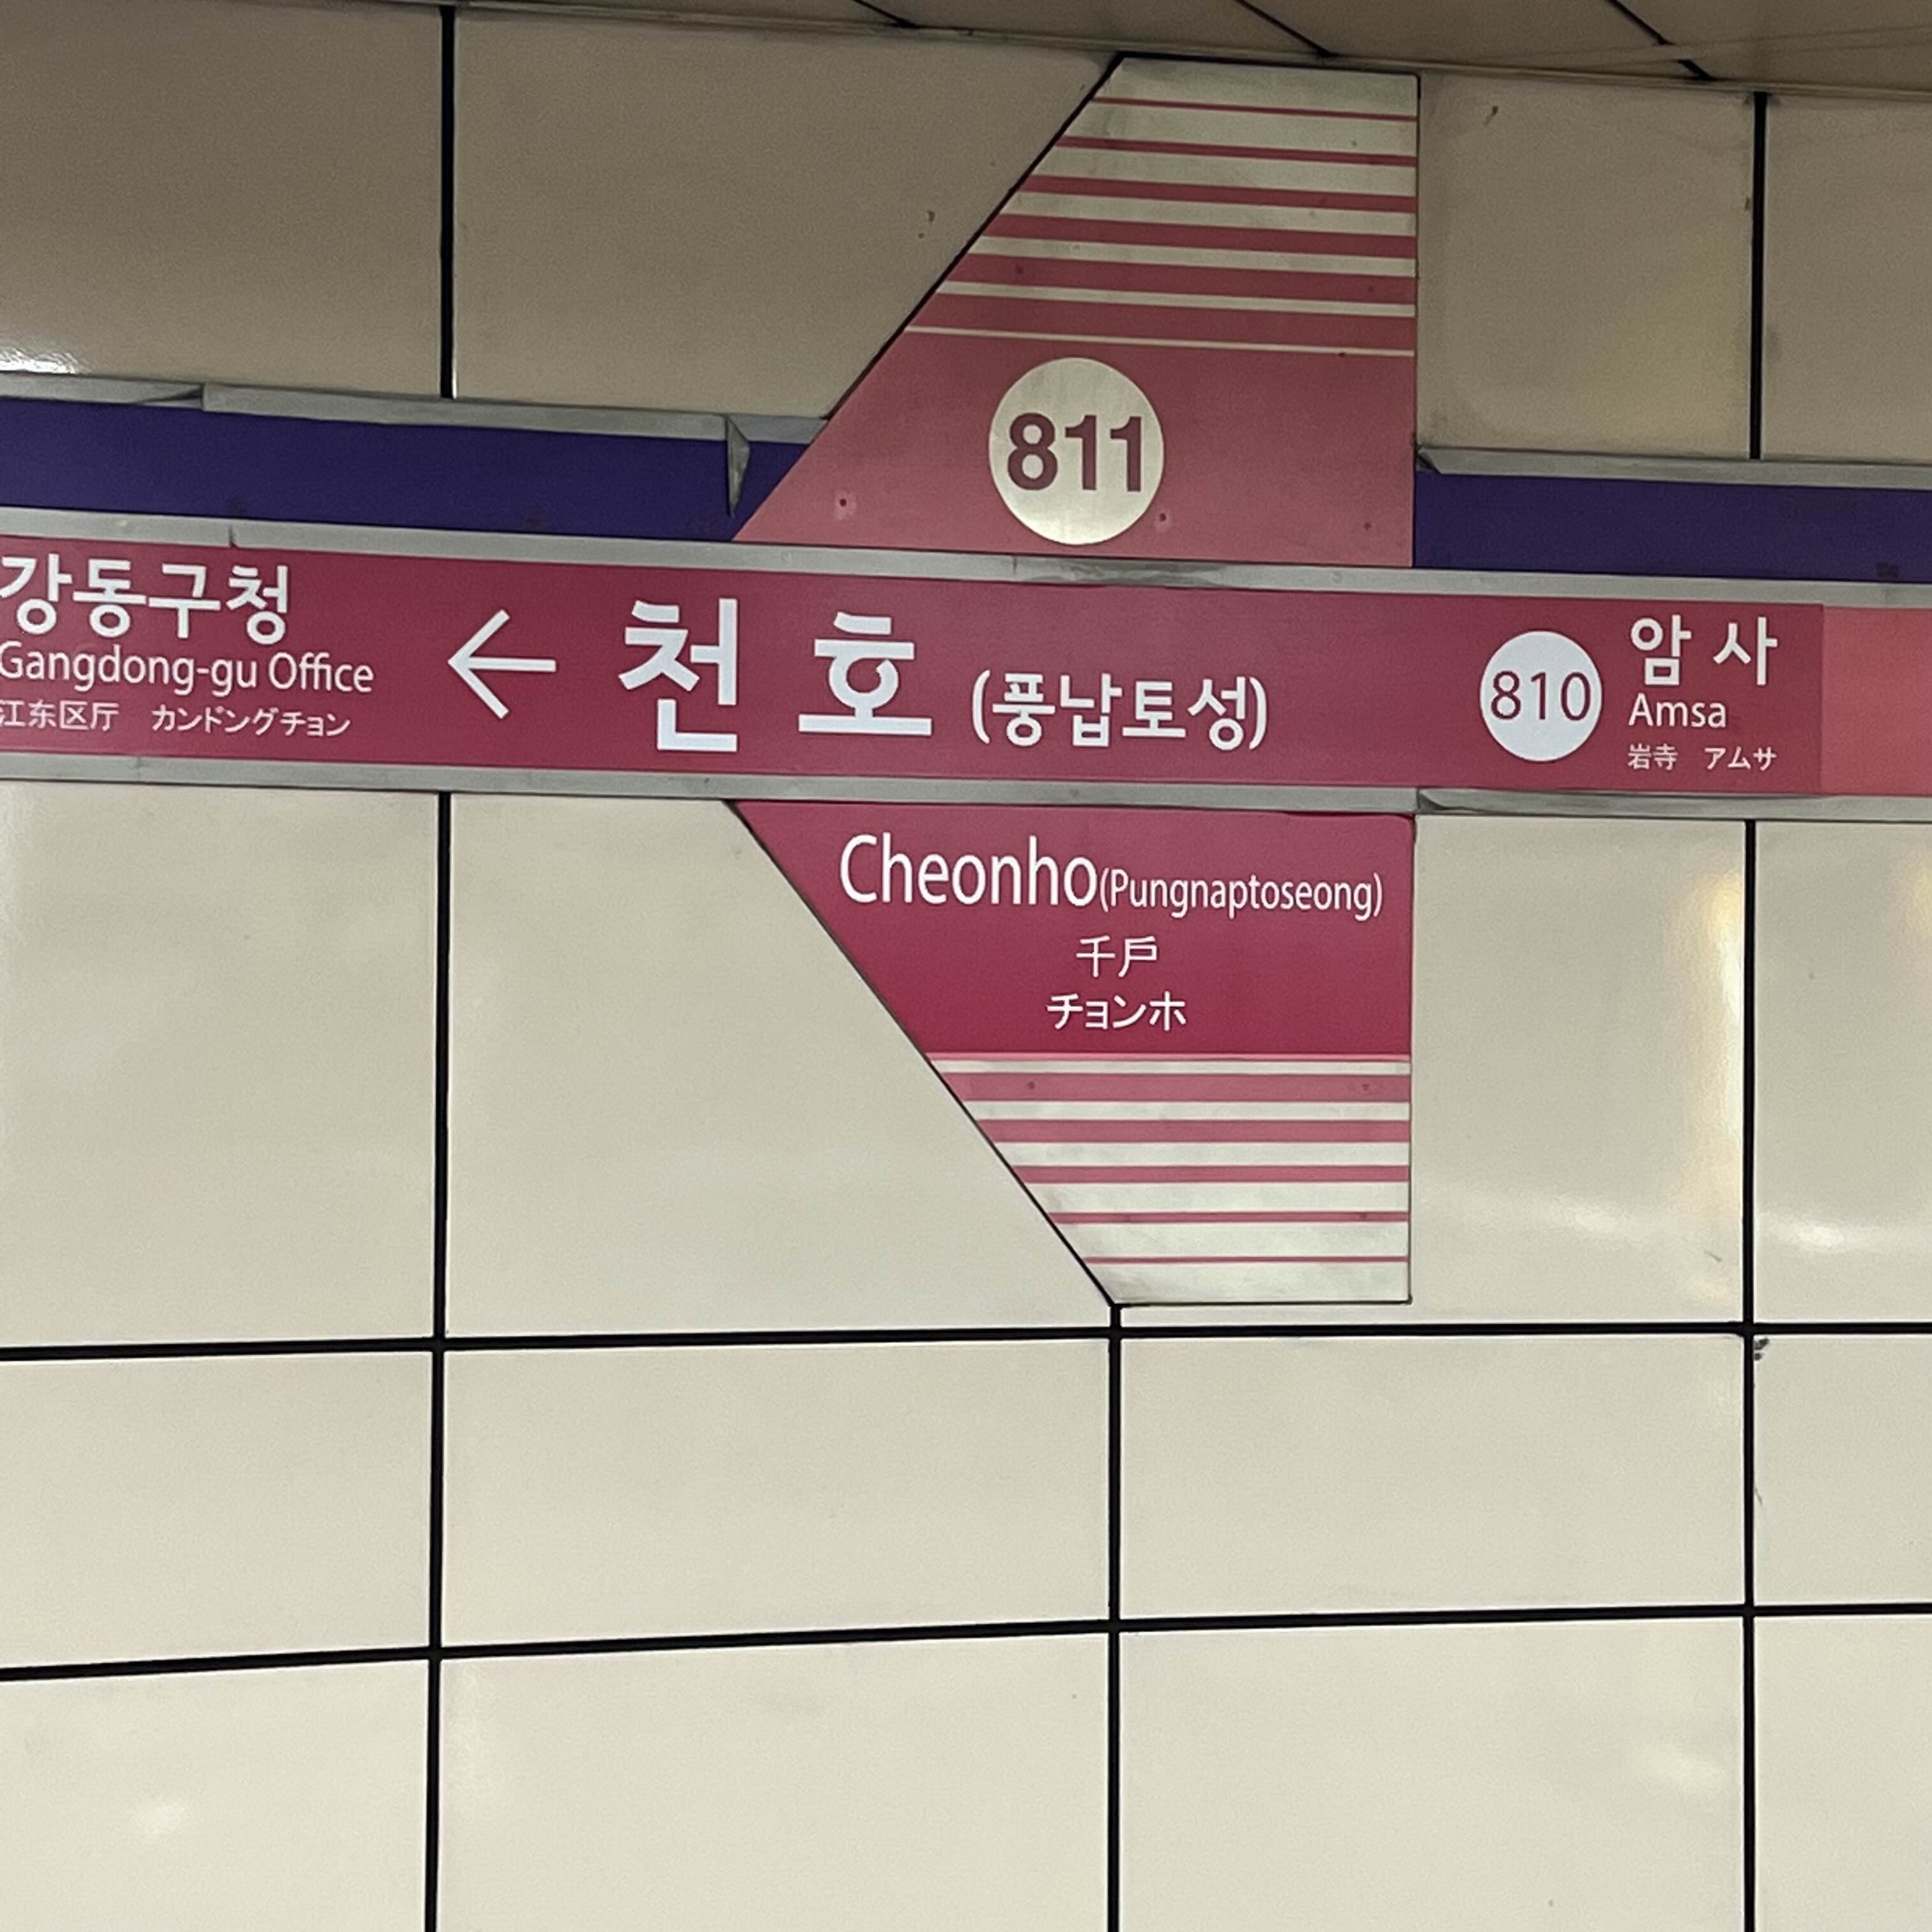 811
강동구청
Gangdong-gu Office
江东区厅 カンドングチョン
← 천호 (풍납토성)
810
암사
Amsa
岩寺 アムサ
Cheonho(Pungnaptoseong)
千戶
チョンホ